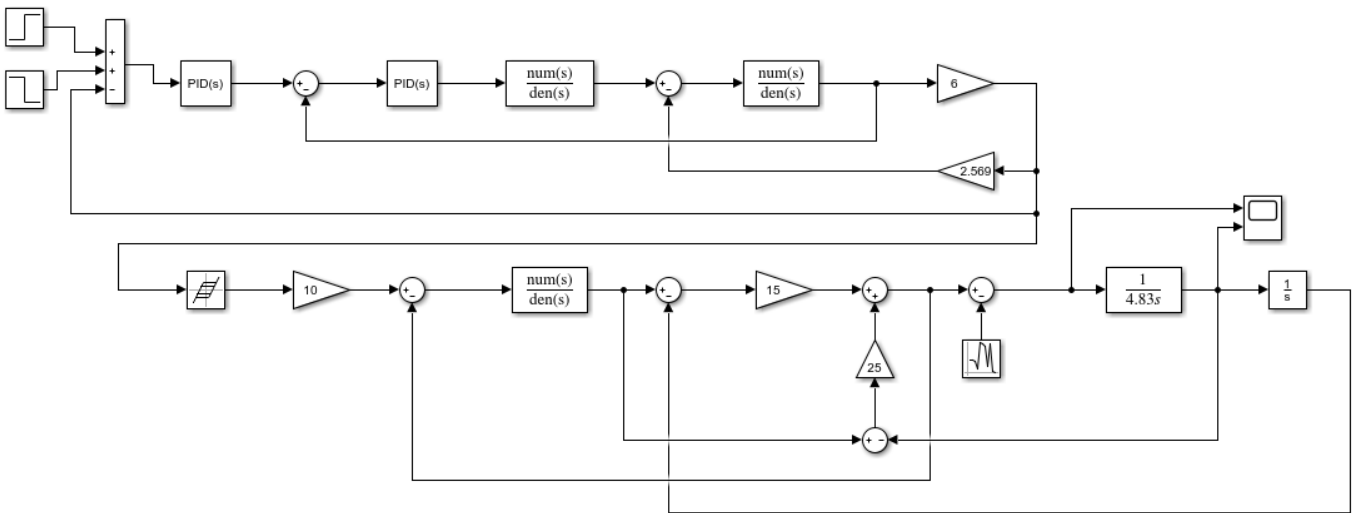 +
+
−
PID(s)
+
−
PID(s)
num(s)
den(s)
+
−
num(s)
den(s)
6
2.569
10
+
−
num(s)
den(s)
+
−
15
+
+
+
−
1
4.83s
1
s
25
+ −